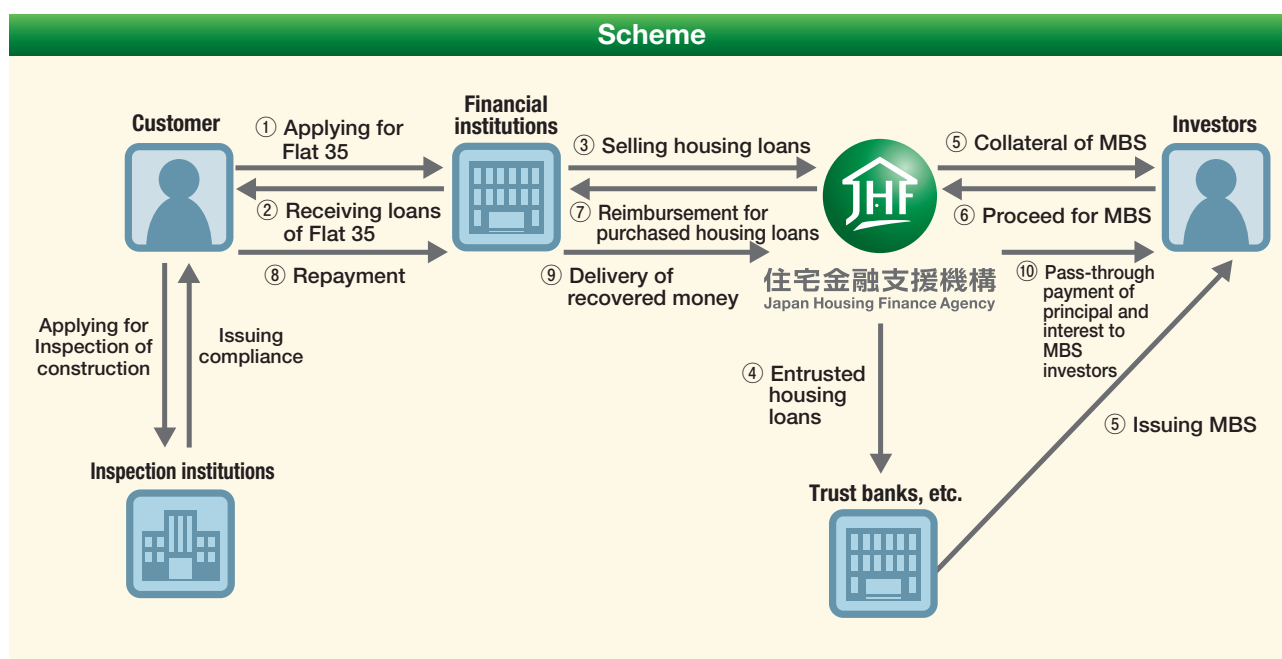 Scheme
Customer
① Applying for
Flat 35
② Receiving loans
of Flat 35
⑧ Repayment
Financial
institutions
③ Selling housing loans
⑦ Reimbursement for
purchased housing loans
⑨ Delivery of
recovered money
JHF
住宅金融支援機構
Japan Housing Finance Agency
⑤ Collateral of MBS
⑥ Proceed for MBS
⑩ Pass-through
payment of
principal and
interest to
MBS
investors
Investors
Applying for
Inspection of
construction
Issuing
compliance
④ Entrusted
housing
loans
⑤ Issuing MBS
Inspection institutions
Trust banks, etc.